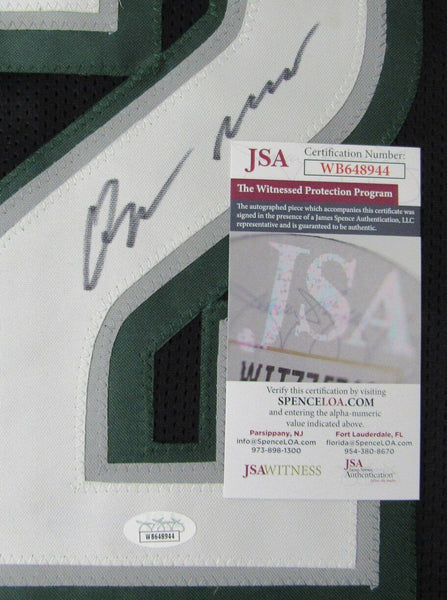 JSA
Certification Number:
WB648944
The Witnessed Protection Program
The autographed piece which accompanies this certificate was
signed in the presence of a James Spence Authentication, LLC
representative and is guaranteed to be authentic.
JSA
Verify this certification by visiting
SPENCELOA.COM
and entering the alpha-numeric
value indicated above.
Parsippany, NJ
info@SpenceLOA.com
973-898-1300
Fort Lauderdale, FL
florida@SpenceLOA.com
954-380-8670
JSAWITNESS
JSA
Authentication
WB648944